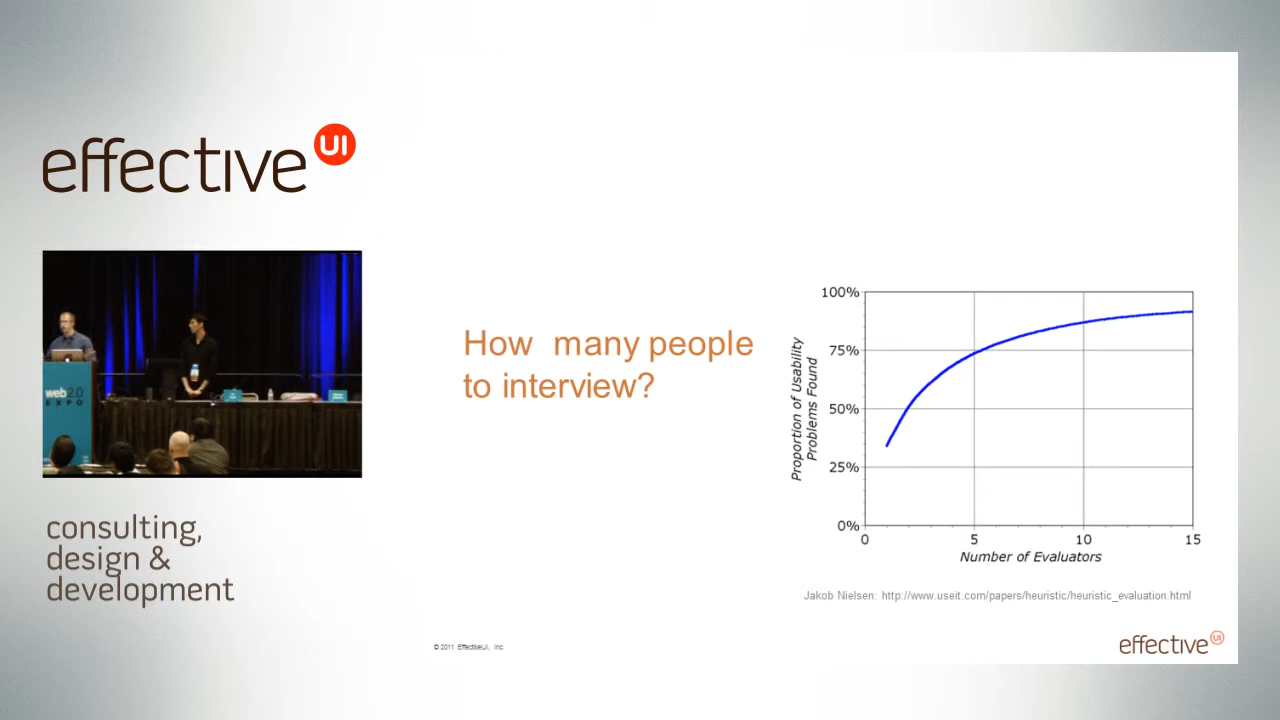 effective UI
web2.0
EXPO
consulting,
design &
development
How many people
to interview?
100%
75%
50%
25%
0%
Proportion of Usability
Problems Found
0 5 10 15
Number of Evaluators
Jakob Nielsen: http://www.useit.com/papers/heuristic/heuristic_evaluation.html
© 2011 EffectiveUI, Inc.
effective UI